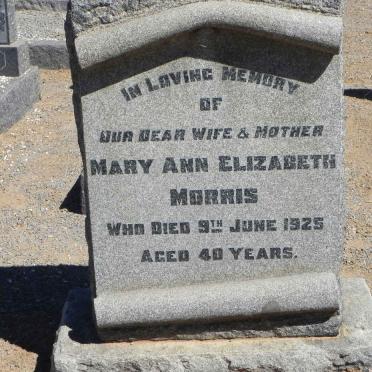 In Loving Memory
of
Our Dear Wife & Mother
Mary Ann Elizabeth
Morris
Who Died 9th June 1925
Aged 40 Years.